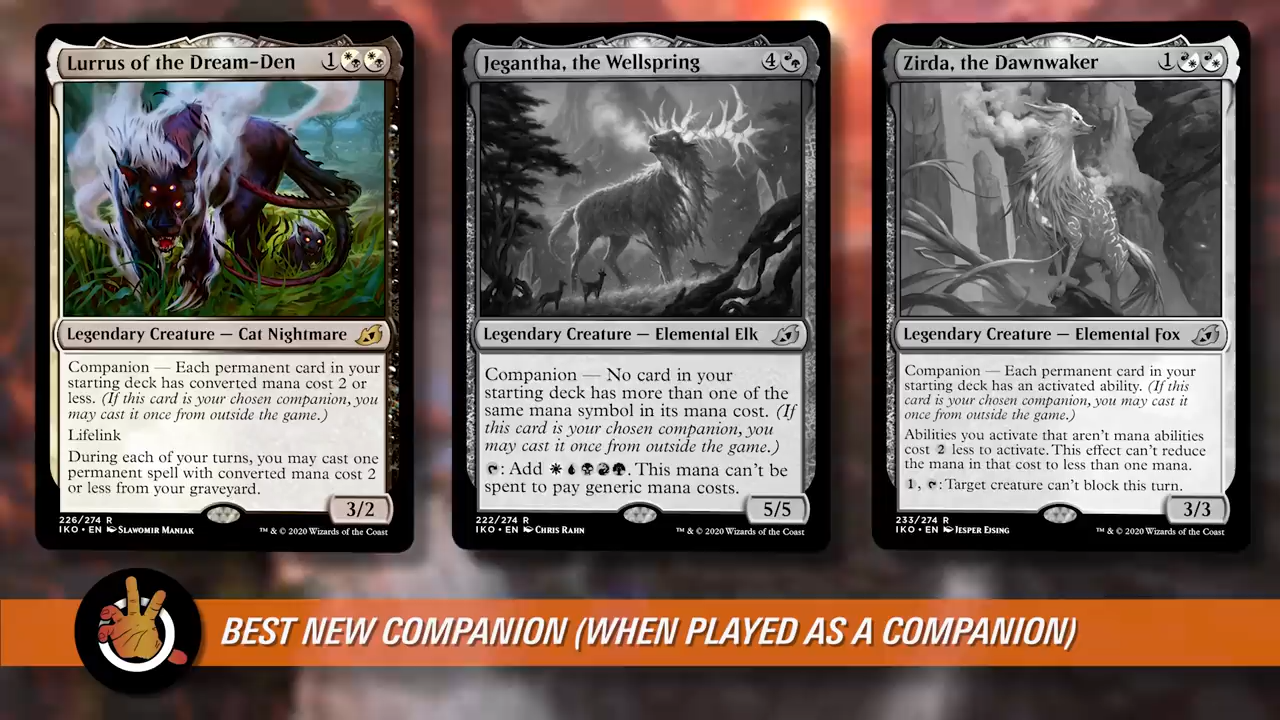 Lurrus of the Dream-Den 1
Legendary Creature — Cat Nightmare
Companion — Each permanent card in your
starting deck has converted mana cost 2 or
less. (If this card is your chosen companion, you
may cast it once from outside the game.)
Lifelink
During each of your turns, you may cast one
permanent spell with converted mana cost 2
or less from your graveyard.
3/2
226/274 R
IKO • EN SLAWOMIR MANIAK
™ & © 2020 Wizards of the Coast
Jegantha, the Wellspring 4
Legendary Creature — Elemental Elk
Companion — No card in your
starting deck has more than one of the
same mana symbol in its mana cost. (If
this card is your chosen companion, you
may cast it once from outside the game.)
: Add . This mana can't be
spent to pay generic mana costs.
5/5
222/274 R
IKO • EN CHRIS RAHN
™ & © 2020 Wizards of the Coast
Zirda, the Dawnwaker 1
Legendary Creature — Elemental Fox
Companion — Each permanent card in your
starting deck has an activated ability. (If this
card is your chosen companion, you may cast it
once from outside the game.)
Abilities you activate that aren't mana abilities
cost 2 less to activate. This effect can't reduce
the mana in that cost to less than one mana.
1, : Target creature can't block this turn.
3/3
233/274 R
IKO • EN JESPER EJSING
™ & © 2020 Wizards of the Coast
BEST NEW COMPANION (WHEN PLAYED AS A COMPANION)